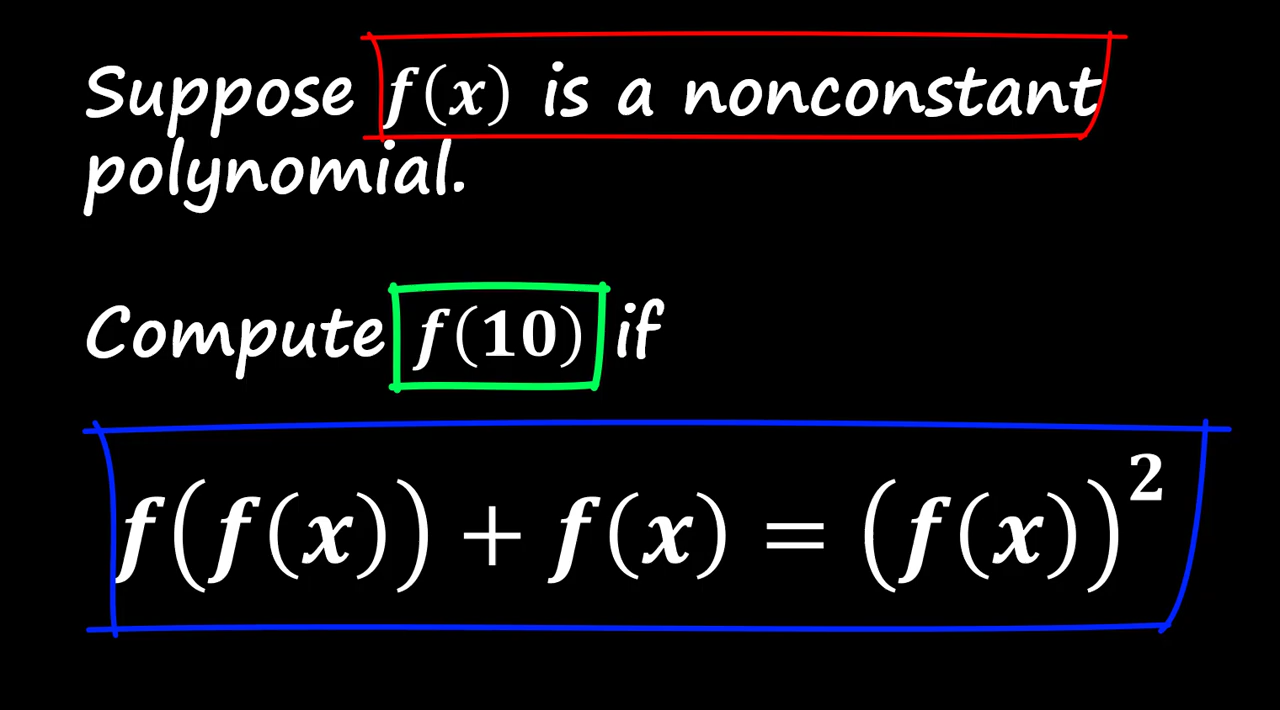 Suppose f(x) is a nonconstant
polynomial.
Compute f(10) if
f(f(x)) + f(x) = (f(x))²